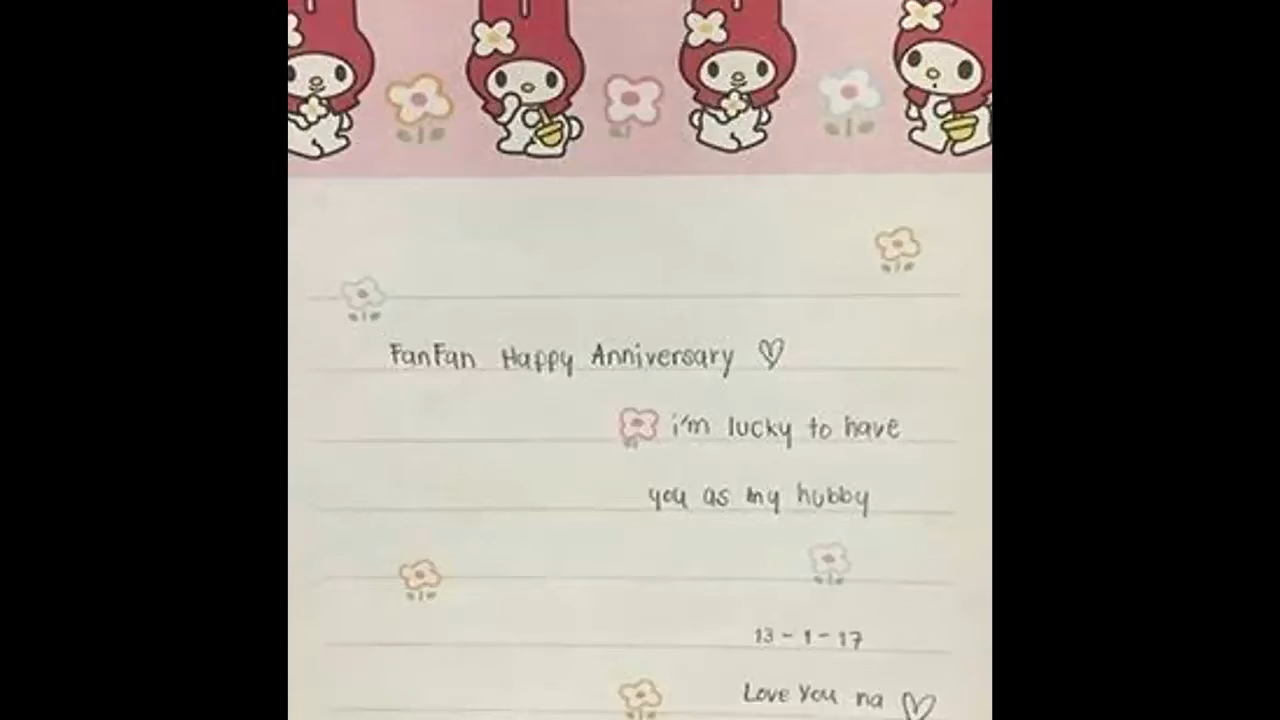 FanFan Happy Anniversary ♡
i'm lucky to have
you as my hubby
13-1-17
Love You na ♡